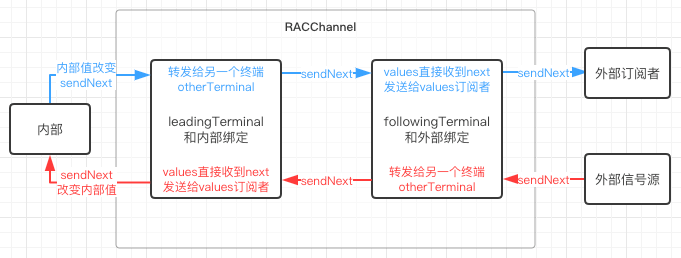 RACChannel
内部值改变
sendNext
转发给另一个终端
otherTerminal
sendNext
values直接收到next
发送给values订阅者
sendNext
外部订阅者
内部
leadingTerminal
和内部绑定
followingTerminal
和外部绑定
sendNext
改变内部值
values直接收到next
发送给values订阅者
sendNext
转发给另一个终端
otherTerminal
sendNext
外部信号源